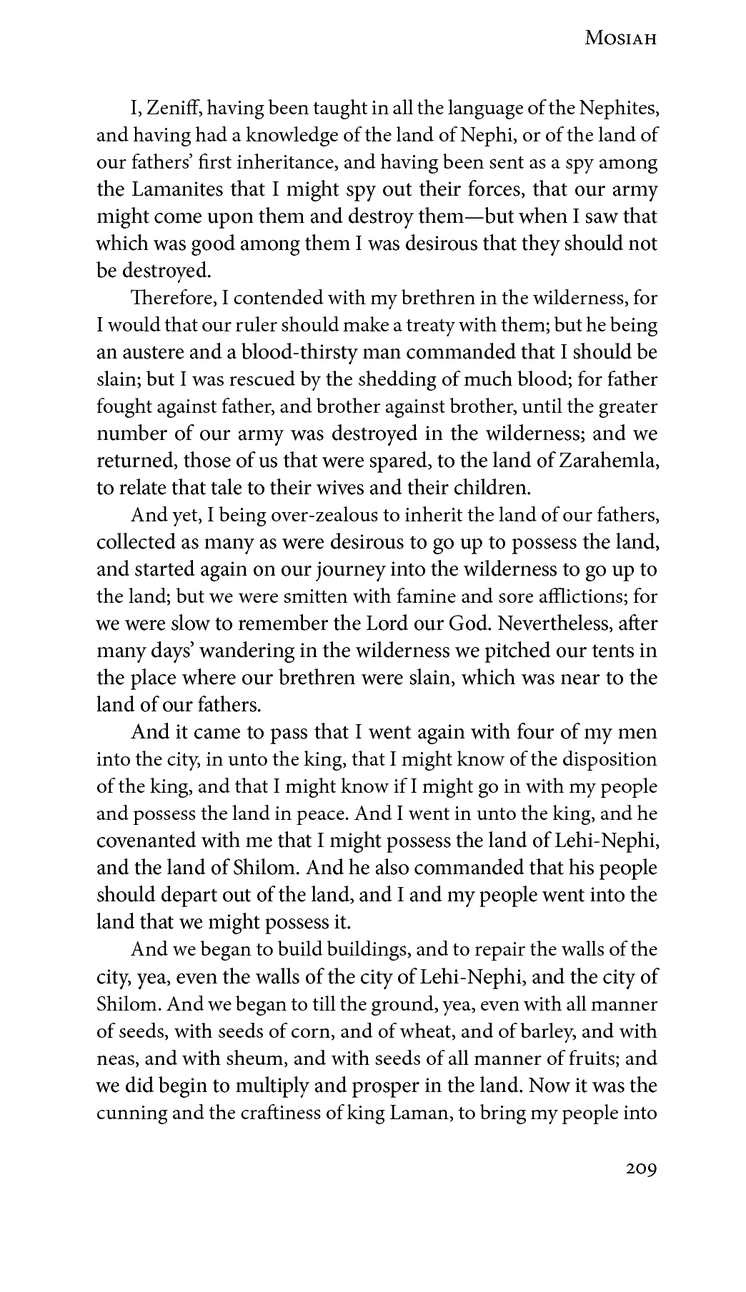 Mosiah
I, Zeniff, having been taught in all the language of the Nephites,
and having had a knowledge of the land of Nephi, or of the land of
our fathers’ first inheritance, and having been sent as a spy among
the Lamanites that I might spy out their forces, that our army
might come upon them and destroy them—but when I saw that
which was good among them I was desirous that they should not
be destroyed.
Therefore, I contended with my brethren in the wilderness, for
I would that our ruler should make a treaty with them; but he being
an austere and a blood-thirsty man commanded that I should be
slain; but I was rescued by the shedding of much blood; for father
fought against father, and brother against brother, until the greater
number of our army was destroyed in the wilderness; and we
returned, those of us that were spared, to the land of Zarahemla,
to relate that tale to their wives and their children.
And yet, I being over-zealous to inherit the land of our fathers,
collected as many as were desirous to go up to possess the land,
and started again on our journey into the wilderness to go up to
the land; but we were smitten with famine and sore afflictions; for
we were slow to remember the Lord our God. Nevertheless, after
many days’ wandering in the wilderness we pitched our tents in
the place where our brethren were slain, which was near to the
land of our fathers.
And it came to pass that I went again with four of my men
into the city, in unto the king, that I might know of the disposition
of the king, and that I might know if I might go in with my people
and possess the land in peace. And I went in unto the king, and he
covenanted with me that I might possess the land of Lehi-Nephi,
and the land of Shilom. And he also commanded that his people
should depart out of the land, and I and my people went into the
land that we might possess it.
And we began to build buildings, and to repair the walls of the
city, yea, even the walls of the city of Lehi-Nephi, and the city of
Shilom. And we began to till the ground, yea, even with all manner
of seeds, with seeds of corn, and of wheat, and of barley, and with
neas, and with sheum, and with seeds of all manner of fruits; and
we did begin to multiply and prosper in the land. Now it was the
cunning and the craftiness of king Laman, to bring my people into
209